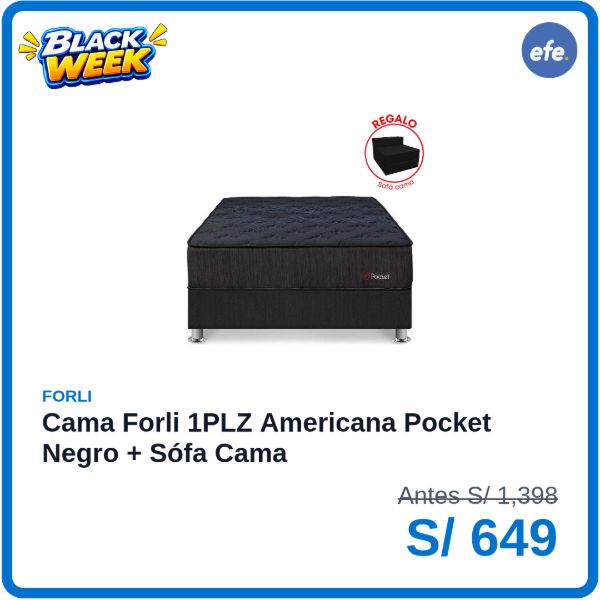 BLACK
WEEK
efe.
REGALO
Sofá cama
Pocket
FORLI
Cama Forli 1PLZ Americana Pocket
Negro + Sófa Cama
Antes S/ 1,398
S/ 649